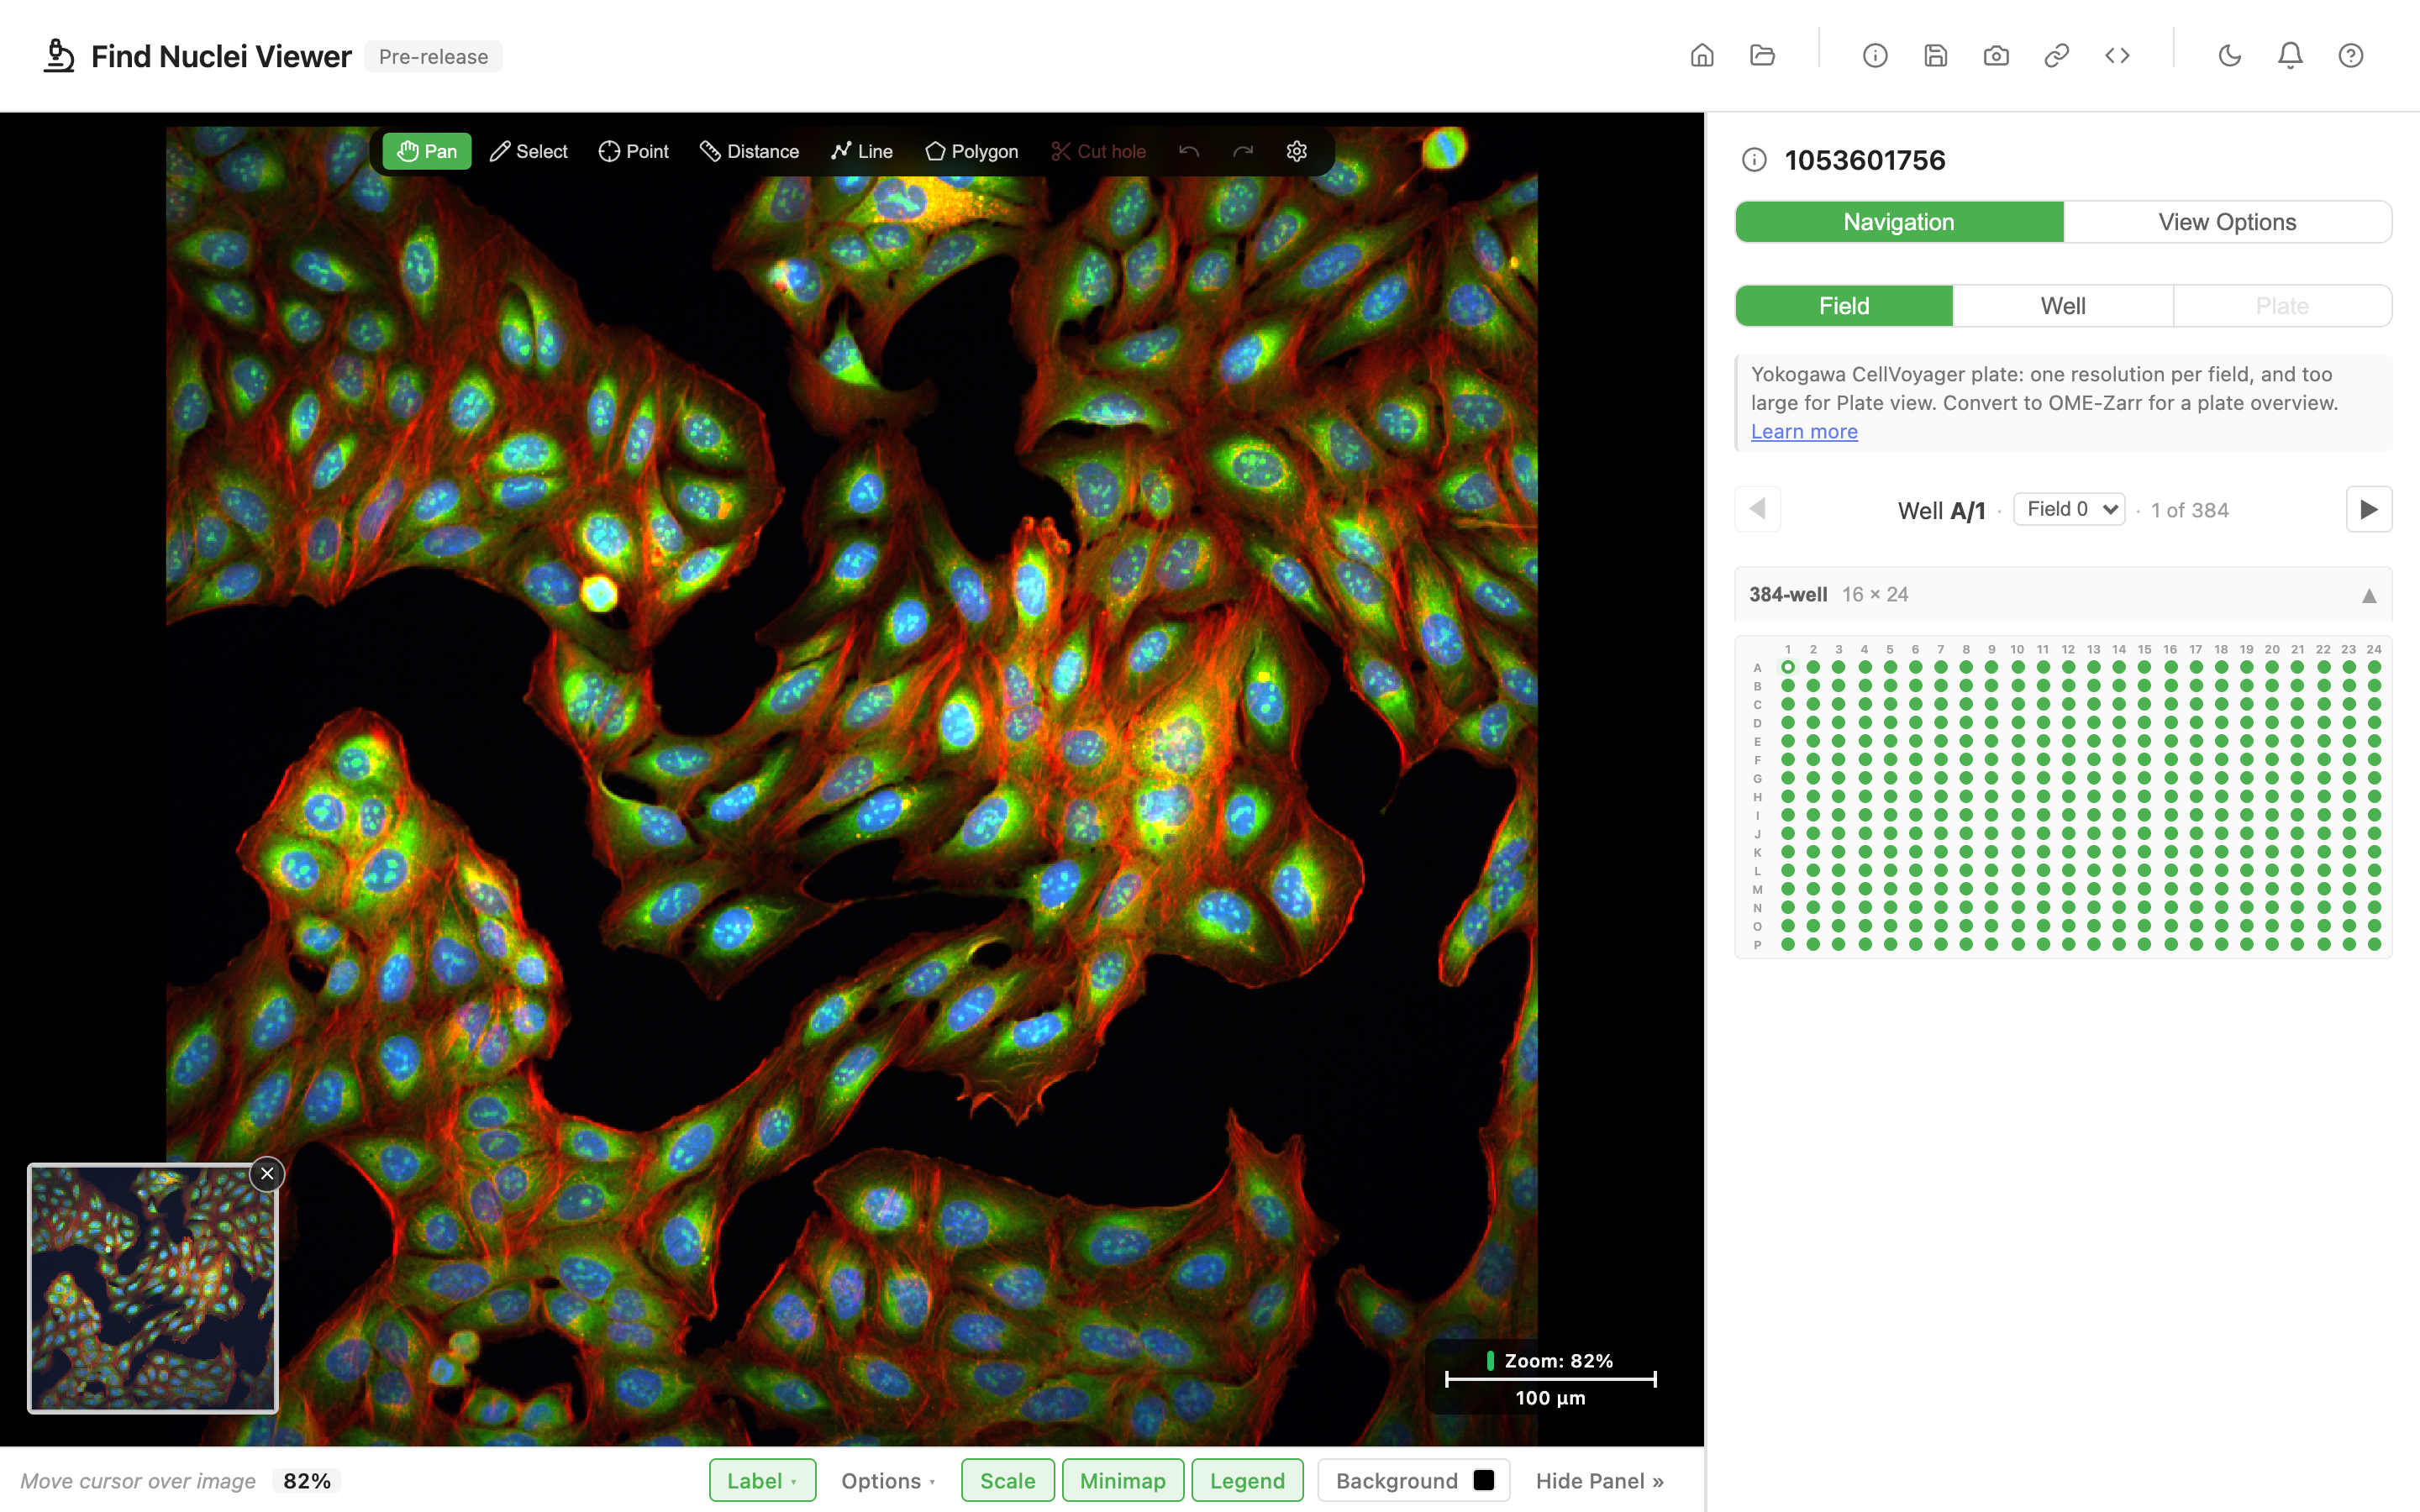 Find Nuclei Viewer Pre-release
Pan Select Point Distance Line Polygon Cut hole
1053601756
Navigation View Options
Field Well Plate
Yokogawa CellVoyager plate: one resolution per field, and too
large for Plate view. Convert to OME-Zarr for a plate overview.
Learn more
Well A/1 · Field 0 · 1 of 384
384-well 16 × 24
1 2 3 4 5 6 7 8 9 10 11 12 13 14 15 16 17 18 19 20 21 22 23 24
A
B
C
D
E
F
G
H
I
J
K
L
M
N
O
P
Zoom: 82%
100 µm
Move cursor over image 82% Label Options Scale Minimap Legend Background Hide Panel »